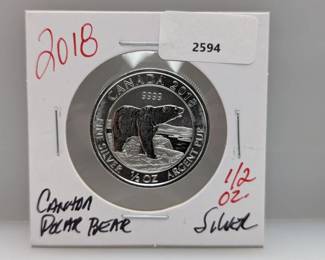 2018
2594
CANADA 2018
9999
FINE SILVER 1/2 OZ ARGENT PUR
1/2
OZ.
CANADA
POLAR BEAR
SILVER